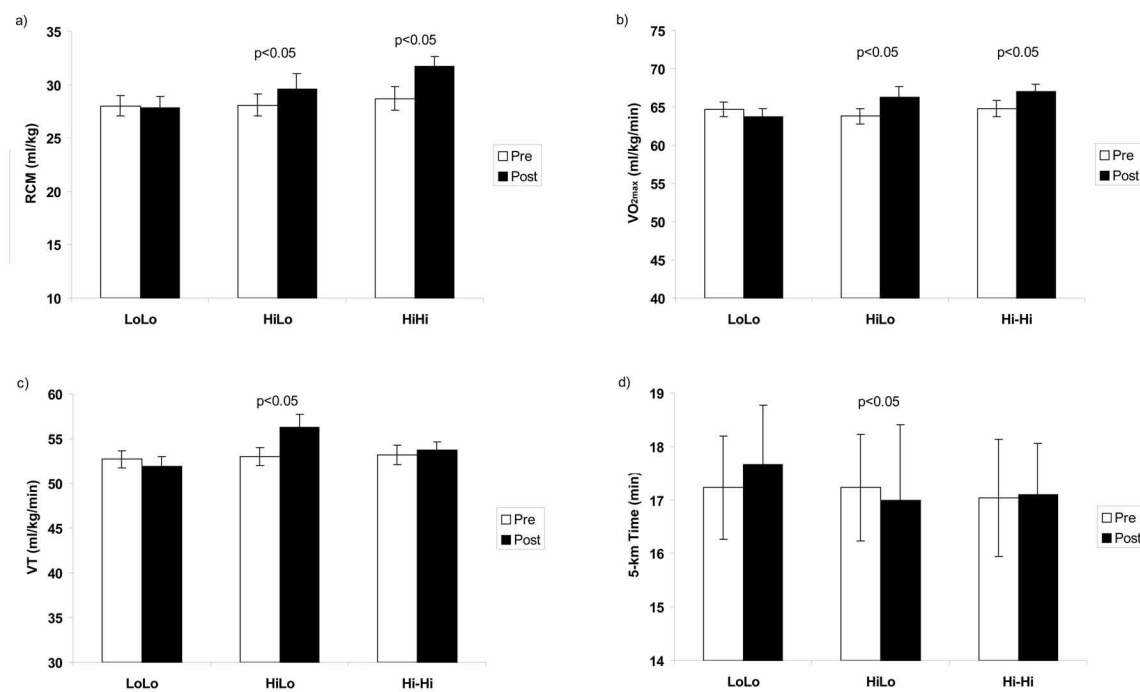 a)
p<0.05
p<0.05
35
30
25
20
15
10
RCM (ml/kg)
LoLo
HiLo
HiHi
Pre
Post
b)
p<0.05
p<0.05
75
70
65
60
55
50
45
40
VO2max (ml/kg/min)
LoLo
HiLo
Hi-Hi
Pre
Post
c)
p<0.05
60
55
50
45
40
35
30
VT (ml/kg/min)
LoLo
HiLo
Hi-Hi
Pre
Post
d)
p<0.05
19
18
17
16
15
14
5-km Time (min)
LoLo
HiLo
Hi-Hi
Pre
Post